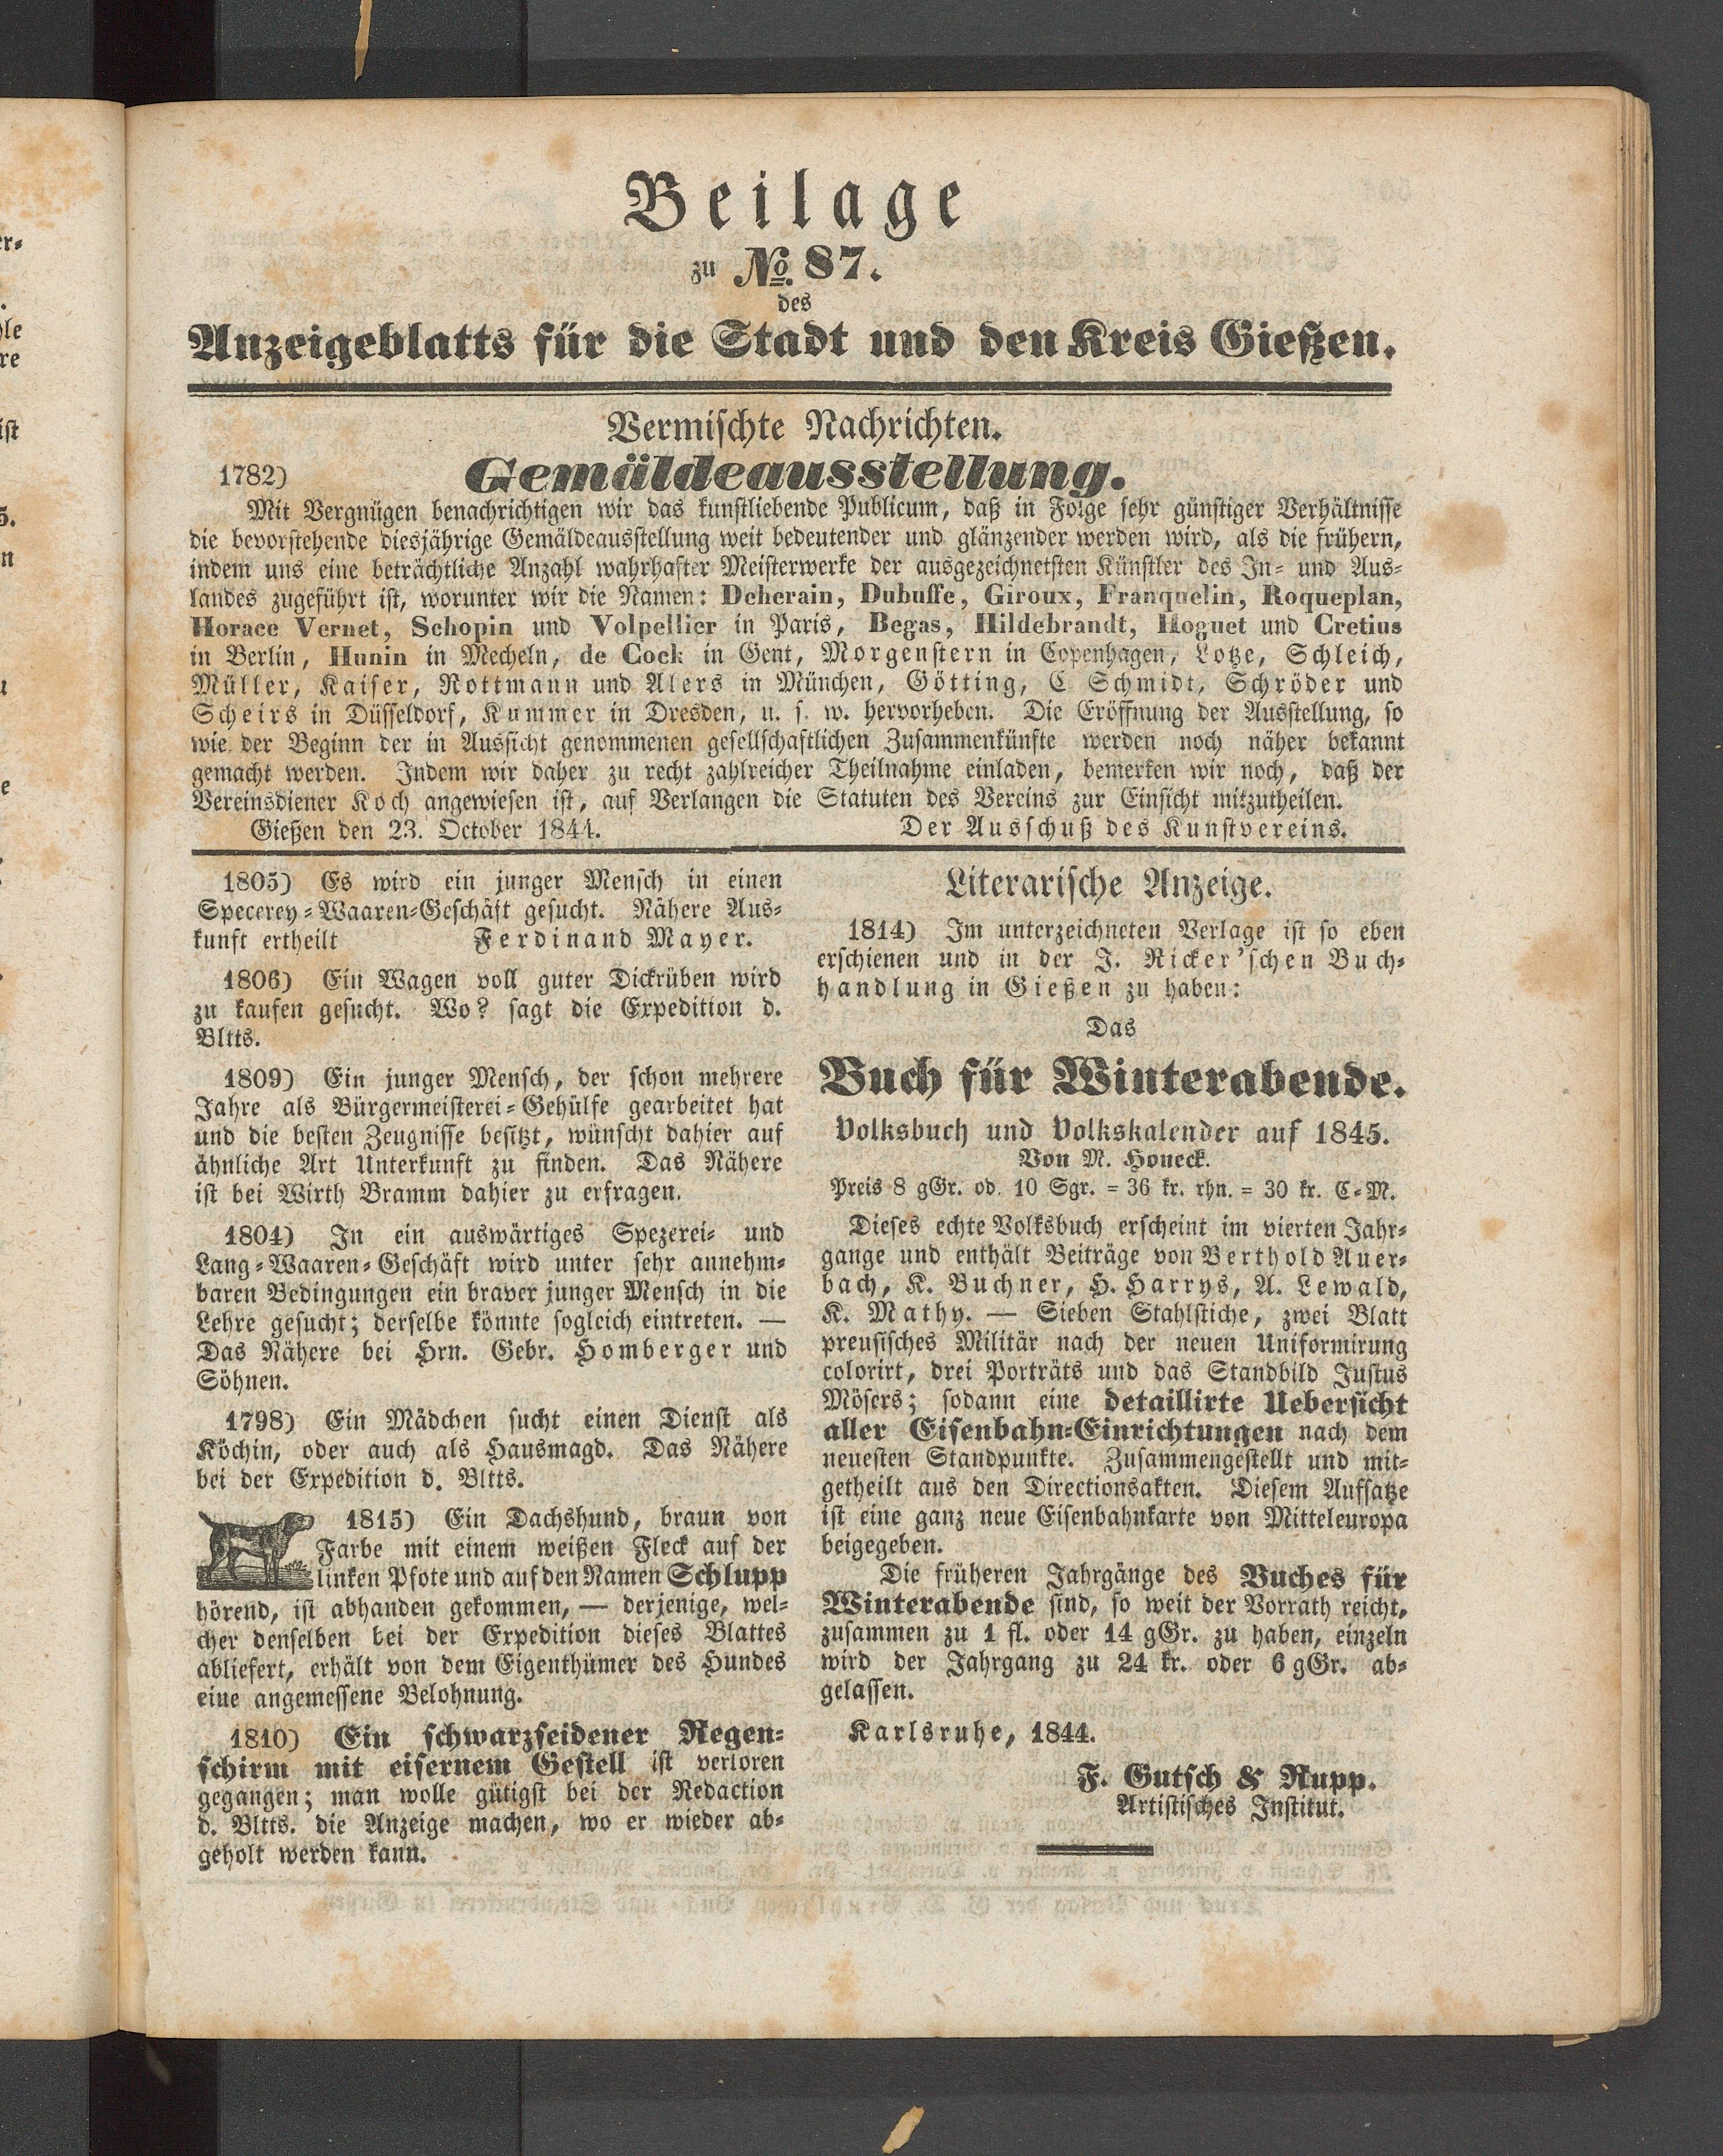 Beilage
zu No. 87.
des
Anzeigeblatts für die Stadt und den Kreis Gießen.
Vermischte Nachrichten.
1782) Gemäldeausstellung.
Mit Vergnügen benachrichtigen wir das kunstliebende Publicum, daß in Folge sehr günstiger Verhältnisse
die bevorstehende diesjährige Gemäldeausstellung weit bedeutender und glänzender werden wird, als die frühern,
indem uns eine beträchtliche Anzahl wahrhafter Meisterwerke der ausgezeichnetsten Künstler des In- und Aus-
landes zugeführt ist, worunter wir die Namen: Deherain, Dubuffe, Giroux, Franquelin, Roqueplan,
Horace Vernet, Schopin und Volpellier in Paris, Begas, Hildebrandt, Hoguet und Cretius
in Berlin, Hunin in Mecheln, de Cock in Gent, Morgenstern in Copenhagen, Lotze, Schleich,
Müller, Kaiser, Rottmann und Alers in München, Götting, C Schmidt, Schröder und
Scheirs in Düsseldorf, Kummer in Dresden, u. s. w. hervorheben. Die Eröffnung der Ausstellung, so
wie der Beginn der in Aussicht genommenen gesellschaftlichen Zusammenkünfte werden noch näher bekannt
gemacht werden. Indem wir daher zu recht zahlreicher Theilnahme einladen, bemerken wir noch, daß der
Vereinsdiener Koch angewiesen ist, auf Verlangen die Statuten des Vereins zur Einsicht mitzutheilen.
Gießen den 23. October 1844. Der Ausschuß des Kunstvereins.
1805) Es wird ein junger Mensch in einen
Specerey-Waaren-Geschäft gesucht. Nähere Aus-
kunft ertheilt Ferdinand Mayer.
1806) Ein Wagen voll guter Dickrüben wird
zu kaufen gesucht. Wo? sagt die Expedition d.
Bltts.
1809) Ein junger Mensch, der schon mehrere
Jahre als Bürgermeisterei-Gehülfe gearbeitet hat
und die besten Zeugnisse besitzt, wünscht dahier auf
ähnliche Art Unterkunft zu finden. Das Nähere
ist bei Wirth Bramm dahier zu erfragen.
1804) In ein auswärtiges Spezerei- und
Lang-Waaren-Geschäft wird unter sehr annehm-
baren Bedingungen ein braver junger Mensch in die
Lehre gesucht; derselbe könnte sogleich eintreten. —
Das Nähere bei Hrn. Gebr. Homberger und
Söhnen.
1798) Ein Mädchen sucht einen Dienst als
Köchin, oder auch als Hausmagd. Das Nähere
bei der Expedition d. Bltts.
1815) Ein Dachshund, braun von
Farbe mit einem weißen Fleck auf der
linken Pfote und auf den Namen Schlupp
hörend, ist abhanden gekommen, — derjenige, wel-
cher denselben bei der Expedition dieses Blattes
abliefert, erhält von dem Eigenthümer des Hundes
eine angemessene Belohnung.
1810) Ein schwarzseidener Regen-
schirm mit eisernem Gestell ist verloren
gegangen; man wolle gütigst bei der Redaction
d. Bltts. die Anzeige machen, wo er wieder ab-
geholt werden kann.
Literarische Anzeige.
1814) Im unterzeichneten Verlage ist so eben
erschienen und in der J. Ricker'schen Buch-
handlung in Gießen zu haben:
Das
Buch für Winterabende.
Volksbuch und Volkskalender auf 1845.
Von M. Honeck.
Preis 8 gGr. od. 10 Sgr. = 36 kr. rhn. = 30 kr. C-M.
Dieses echte Volksbuch erscheint im vierten Jahr-
gange und enthält Beiträge von Berthold Auer-
bach, K. Buchner, H. Harrys, A. Lewald,
K. Mathy. — Sieben Stahlstiche, zwei Blatt
preusisches Militär nach der neuen Uniformirung
colorirt, drei Porträts und das Standbild Justus
Mösers; sodann eine detaillirte Uebersicht
aller Eisenbahn-Einrichtungen nach dem
neuesten Standpunkte. Zusammengestellt und mit-
getheilt aus den Directionsakten. Diesem Aufsatze
ist eine ganz neue Eisenbahnkarte von Mitteleuropa
beigegeben.
Die früheren Jahrgänge des Buches für
Winterabende sind, so weit der Vorrath reicht,
zusammen zu 1 fl. oder 14 gGr. zu haben, einzeln
wird der Jahrgang zu 24 kr. oder 6 gGr. ab-
gelassen.
Karlsruhe, 1844.
F. Gutsch & Rupp.
Artistisches Institut.